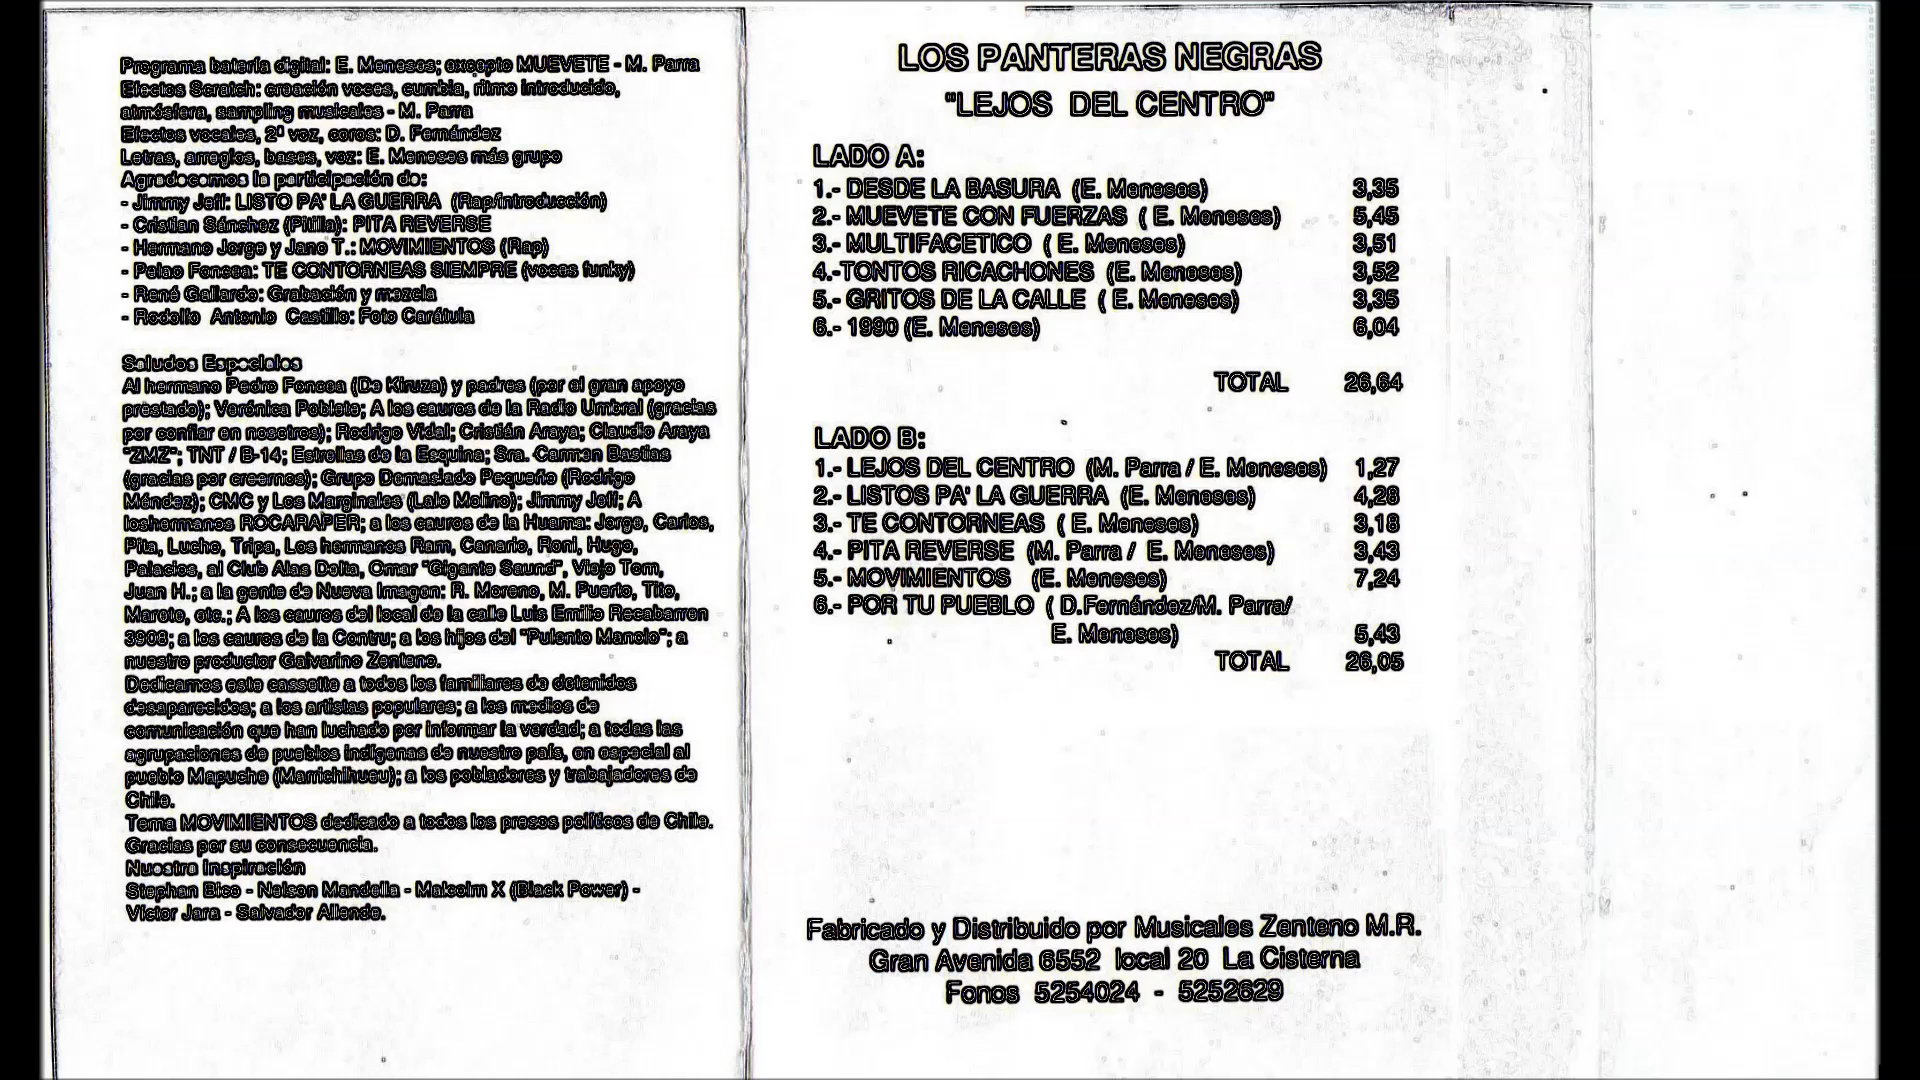 Programa batería digital: E. Meneses; excepto MUEVETE - M. Parra
Efectos Scratch: creación voces, cumbia, ritmo introducido,
atmósfera, sampling musicales - M. Parra
Efectos vocales, 2ª voz, coros: D. Fernández
Letras, arreglos, bases, voz: E. Meneses más grupo
Agradecemos la participación de:
- Jimmy Jeff: LISTO PA' LA GUERRA (Rap/introducción)
- Cristian Sánchez (Pitilla): PITA REVERSE
- Hermano Jorge y Jano T.: MOVIMIENTOS (Rap)
- Pelao Foncea: TE CONTORNEAS SIEMPRE (voces funky)
- René Gallardo: Grabación y mezcla
- Rodolfo Antonio Castillo: Foto Carátula
Saludos Especiales
Al hermano Pedro Foncea (De Kiruza) y padres (por el gran apoyo
prestado); Verónica Poblete; A los cauros de la Radio Umbral (gracias
por confiar en nosotros); Rodrigo Vidal; Cristián Araya; Claudio Araya
"ZMZ"; TNT / B-14; Estrellas de la Esquina; Sra. Carmen Bastias
(gracias por creernos); Grupo Demasiado Pequeño (Rodrigo
Méndez); CMC y Los Marginales (Lalo Molino); Jimmy Jeff; A
loshermanos ROCARAPER; a los cauros de la Huama: Jorge, Carlos,
Pita, Lucho, Tripa, Los hermanos Ram, Canario, Roni, Hugo,
Palacios, al Club Alas Delta, Omar "Gigante Saund", Viejo Tom,
Juan H.; a la gente de Nueva Imagen: R. Moreno, M. Puerto, Tito,
Maroto, etc.; A los cauros del local de la calle Luis Emilio Recabarren
3903; a los cauros de la Contru; a los hijos del "Pulento Manolo"; a
nuestro productor Galvarino Zenteno.
Dedicamos este cassette a todos los familiares de detenidos
desaparecidos; a los artistas populares; a los medios de
comunicación que han luchado por informar la verdad; a todas las
agrupaciones de pueblos indígenas de nuestro país, en especial al
pueblo Mapuche (Marrichihueu); a los pobladores y trabajadores de
Chile.
Tema MOVIMIENTOS dedicado a todos los presos políticos de Chile.
Gracias por su consecuencia.
Nuestra Inspiración
Stephan Bico - Nelson Mandella - Malcolm X (Black Power) -
Víctor Jara - Salvador Allende.
LOS PANTERAS NEGRAS
"LEJOS DEL CENTRO"
LADO A:
1.- DESDE LA BASURA (E. Meneses) 3,35
2.- MUEVETE CON FUERZAS ( E. Meneses) 5,45
3.- MULTIFACETICO ( E. Meneses) 3,51
4.-TONTOS RICACHONES (E. Meneses) 3,52
5.- GRITOS DE LA CALLE ( E. Meneses) 3,35
6.- 1990 (E. Meneses) 6,04
TOTAL 26,64
LADO B:
1.- LEJOS DEL CENTRO (M. Parra / E. Meneses) 1,27
2.- LISTOS PA' LA GUERRA (E. Meneses) 4,28
3.- TE CONTORNEAS ( E. Meneses) 3,18
4.- PITA REVERSE (M. Parra / E. Meneses) 3,43
5.- MOVIMIENTOS (E. Meneses) 7,24
6.- POR TU PUEBLO ( D.Fernández/M. Parra/
E. Meneses) 5,43
TOTAL 26,05
Fabricado y Distribuido por Musicales Zenteno M.R.
Gran Avenida 6552 local 20 La Cisterna
Fonos 5254024 - 5252629